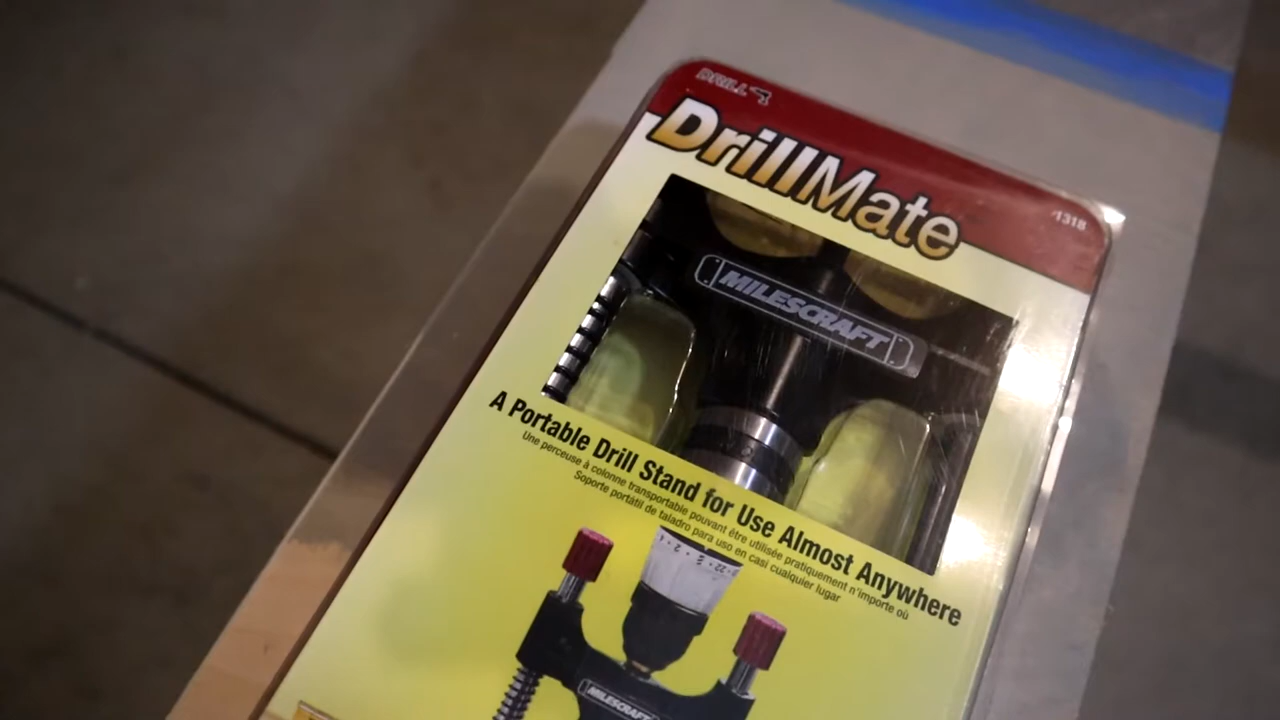 DRILL
DrillMate
1318
MILESCRAFT
A Portable Drill Stand for Use Almost Anywhere
Une perceuse à colonne transportable pouvant être utilisée pratiquement n'importe où
Soporte portátil de taladro para uso en casi cualquier lugar
MILESCRAFT